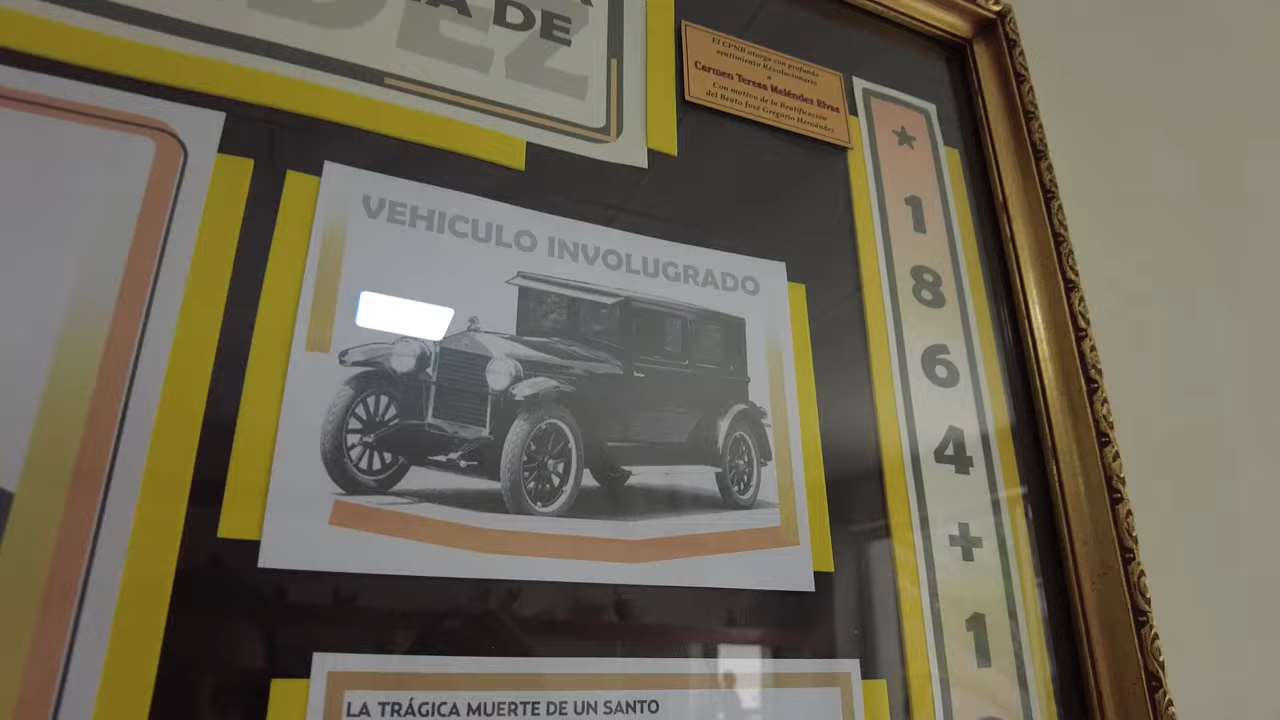 A DE
DEZ
El CPNB otorga con profundo
sentimiento Revolucionario
a
Carmen Teresa Meléndez Rivas
Con motivo de la Beatificación
del Beato José Gregorio Hernández
VEHICULO INVOLUGRADO
★
1
8
6
4
+
1
LA TRÁGICA MUERTE DE UN SANTO